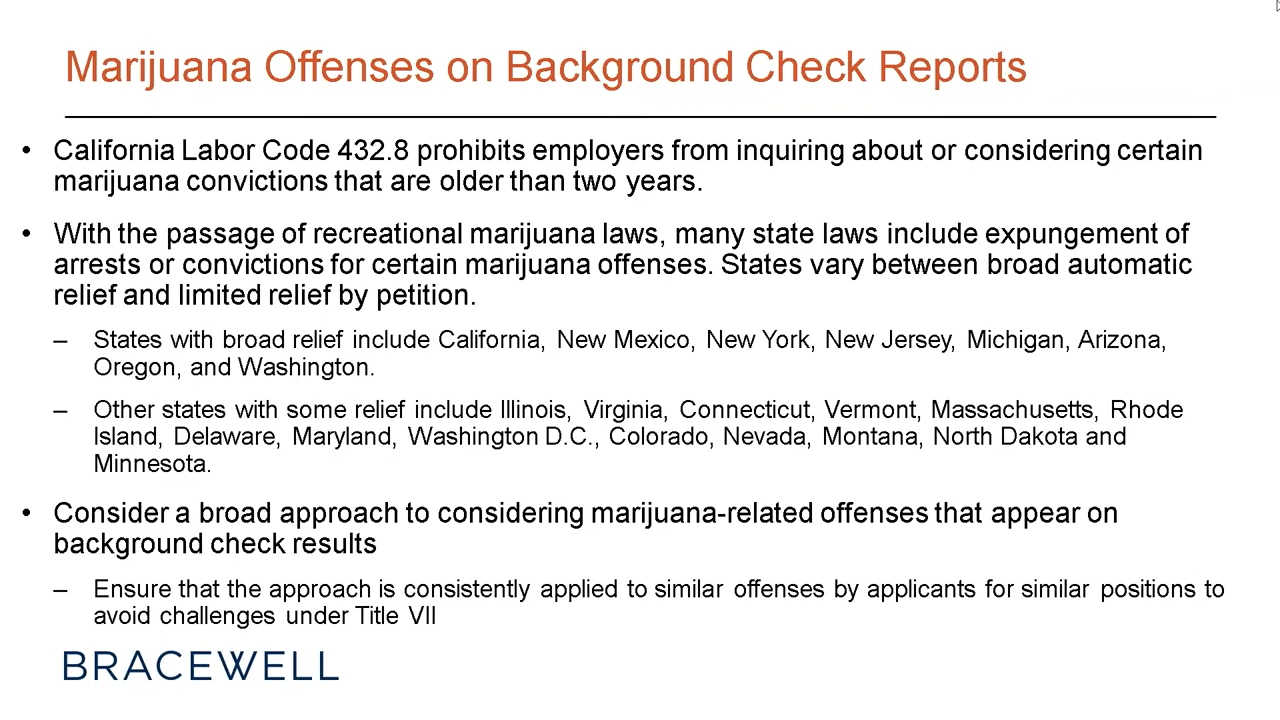 Marijuana Offenses on Background Check Reports
• California Labor Code 432.8 prohibits employers from inquiring about or considering certain
marijuana convictions that are older than two years.
• With the passage of recreational marijuana laws, many state laws include expungement of
arrests or convictions for certain marijuana offenses. States vary between broad automatic
relief and limited relief by petition.
– States with broad relief include California, New Mexico, New York, New Jersey, Michigan, Arizona,
Oregon, and Washington.
– Other states with some relief include Illinois, Virginia, Connecticut, Vermont, Massachusetts, Rhode
Island, Delaware, Maryland, Washington D.C., Colorado, Nevada, Montana, North Dakota and
Minnesota.
• Consider a broad approach to considering marijuana-related offenses that appear on
background check results
– Ensure that the approach is consistently applied to similar offenses by applicants for similar positions to
avoid challenges under Title VII
BRACEWELL